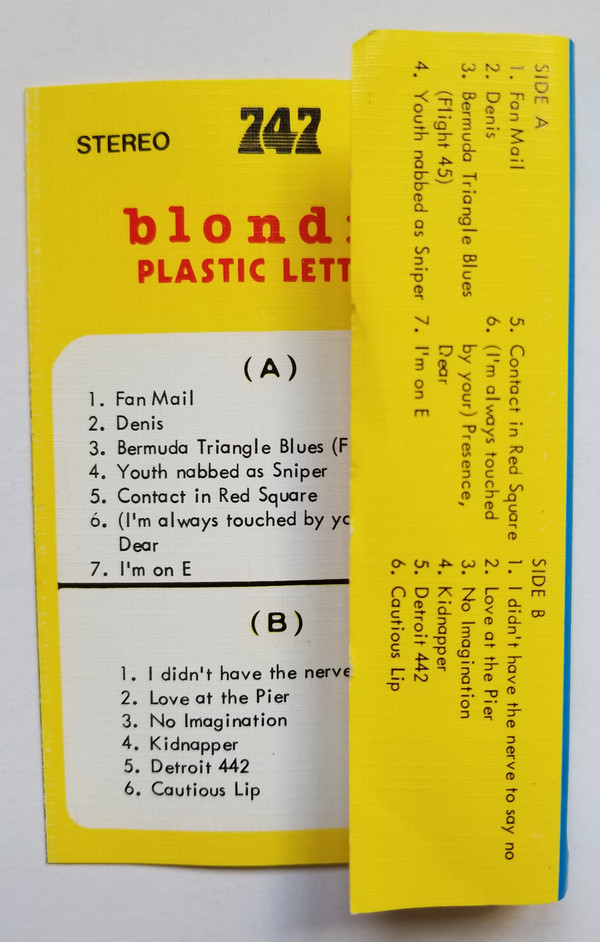 STEREO
747
blondi
PLASTIC LETT
(A)
1. Fan Mail
2. Denis
3. Bermuda Triangle Blues (F
4. Youth nabbed as Sniper
5. Contact in Red Square
6. (I'm always touched by yo
Dear
7. I'm on E
(B)
1. I didn't have the nerve
2. Love at the Pier
3. No Imagination
4. Kidnapper
5. Detroit 442
6. Cautious Lip
SIDE A
1. Fan Mail
2. Denis
3. Bermuda Triangle Blues
(Flight 45)
4. Youth nabbed as Sniper
5. Contact in Red Square
6. (I'm always touched
by your) Presence,
Dear
7. I'm on E
SIDE B
1. I didn't have the nerve to say no
2. Love at the Pier
3. No Imagination
4. Kidnapper
5. Detroit 442
6. Cautious Lip